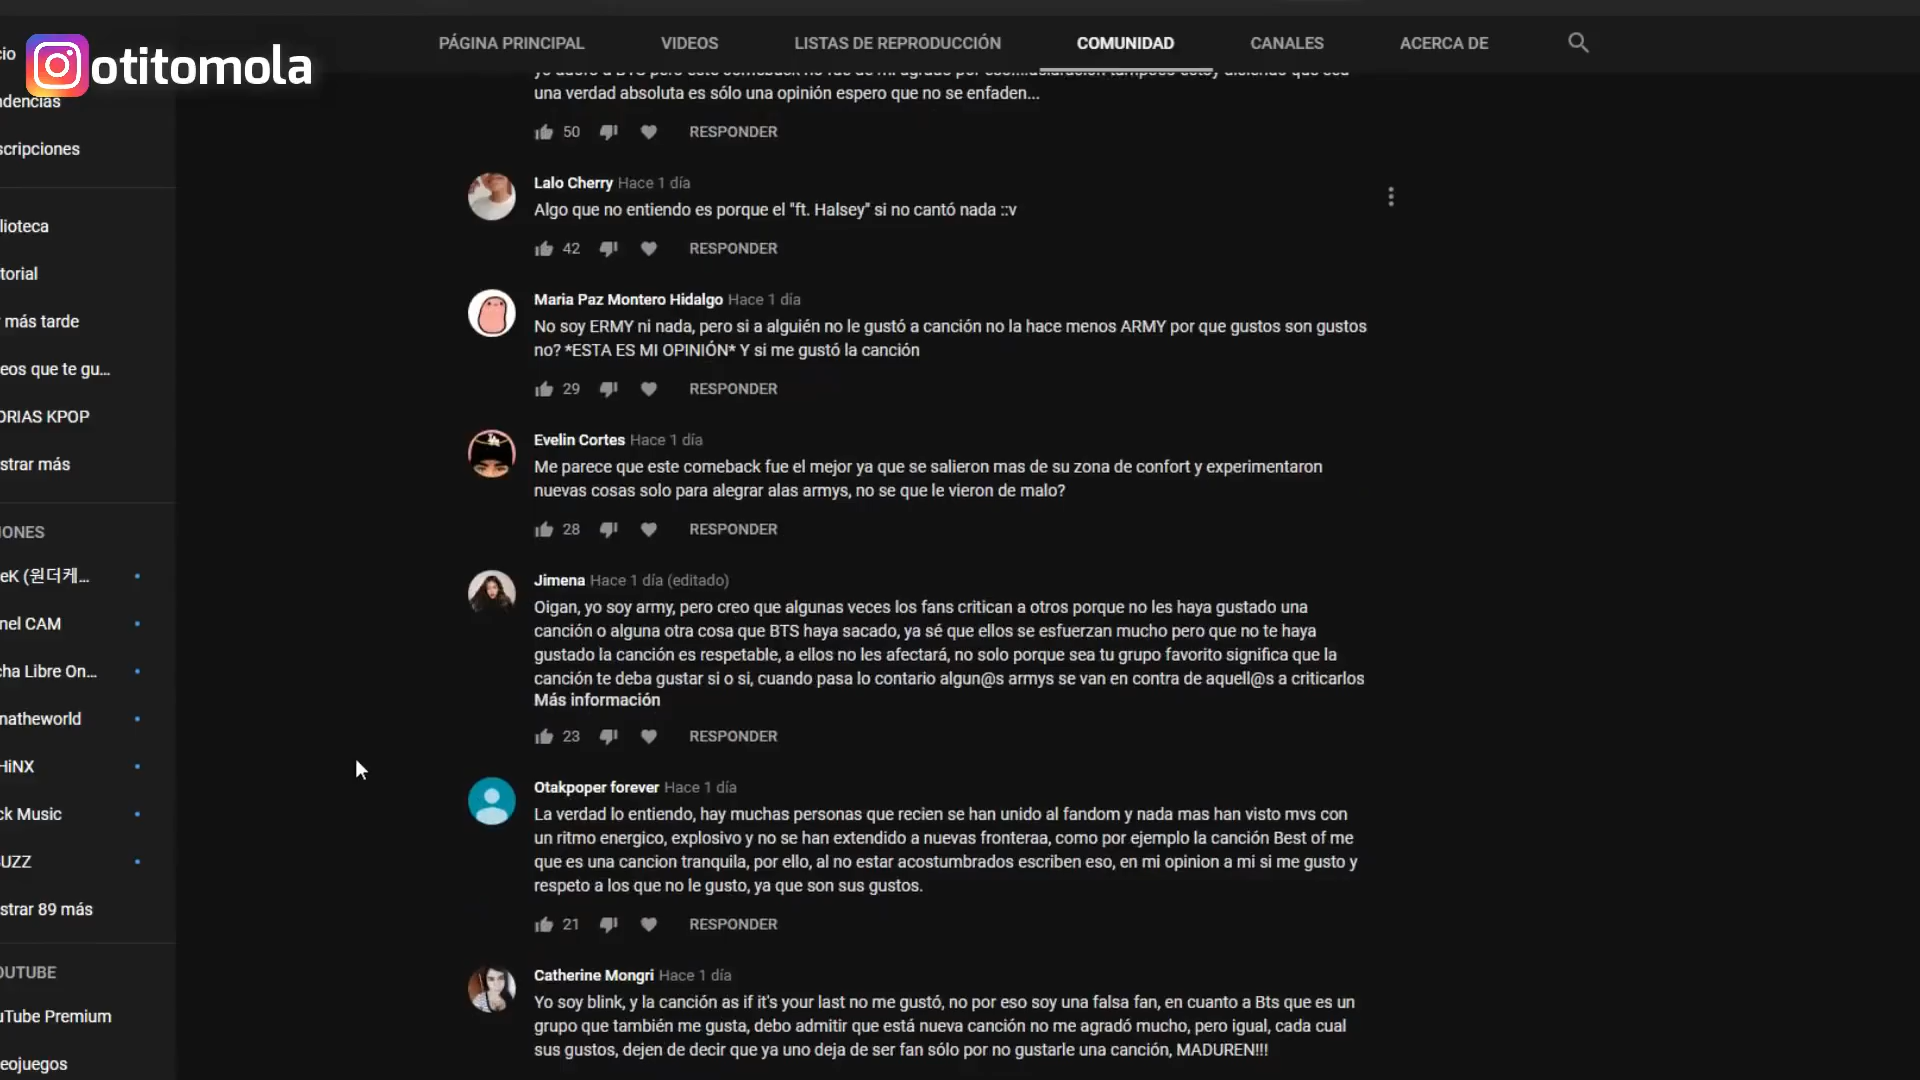 otitomola
cio
ndencias
scripciones
lioteca
torial
más tarde
eos que te gu...
ORIAS KPOP
strar más
IONES
eK (원더케...
nel CAM
cha Libre On...
natheworld
HiNX
ck Music
BUZZ
strar 89 más
OUTUBE
uTube Premium
eojuegos
PÁGINA PRINCIPAL
VIDEOS
LISTAS DE REPRODUCCIÓN
COMUNIDAD
CANALES
ACERCA DE
una verdad absoluta es sólo una opinión espero que no se enfaden...
50 RESPONDER
Lalo Cherry Hace 1 día
Algo que no entiendo es porque el "ft. Halsey" si no cantó nada ::v
42 RESPONDER
Maria Paz Montero Hidalgo Hace 1 día
No soy ERMY ni nada, pero si a alguién no le gustó a canción no la hace menos ARMY por que gustos son gustos
no? *ESTA ES MI OPINIÓN* Y si me gustó la canción
29 RESPONDER
Evelin Cortes Hace 1 día
Me parece que este comeback fue el mejor ya que se salieron mas de su zona de confort y experimentaron
nuevas cosas solo para alegrar alas armys, no se que le vieron de malo?
28 RESPONDER
Jimena Hace 1 día (editado)
Oigan, yo soy army, pero creo que algunas veces los fans critican a otros porque no les haya gustado una
canción o alguna otra cosa que BTS haya sacado, ya sé que ellos se esfuerzan mucho pero que no te haya
gustado la canción es respetable, a ellos no les afectará, no solo porque sea tu grupo favorito significa que la
canción te deba gustar si o si, cuando pasa lo contario algun@s armys se van en contra de aquell@s a criticarlos
Más información
23 RESPONDER
Otakpoper forever Hace 1 día
La verdad lo entiendo, hay muchas personas que recien se han unido al fandom y nada mas han visto mvs con
un ritmo energico, explosivo y no se han extendido a nuevas fronteraa, como por ejemplo la canción Best of me
que es una cancion tranquila, por ello, al no estar acostumbrados escriben eso, en mi opinion a mi si me gusto y
respeto a los que no le gusto, ya que son sus gustos.
21 RESPONDER
Catherine Mongri Hace 1 día
Yo soy blink, y la canción as if it's your last no me gustó, no por eso soy una falsa fan, en cuanto a Bts que es un
grupo que también me gusta, debo admitir que está nueva canción no me agradó mucho, pero igual, cada cual
sus gustos, dejen de decir que ya uno deja de ser fan sólo por no gustarle una canción, MADUREN!!!